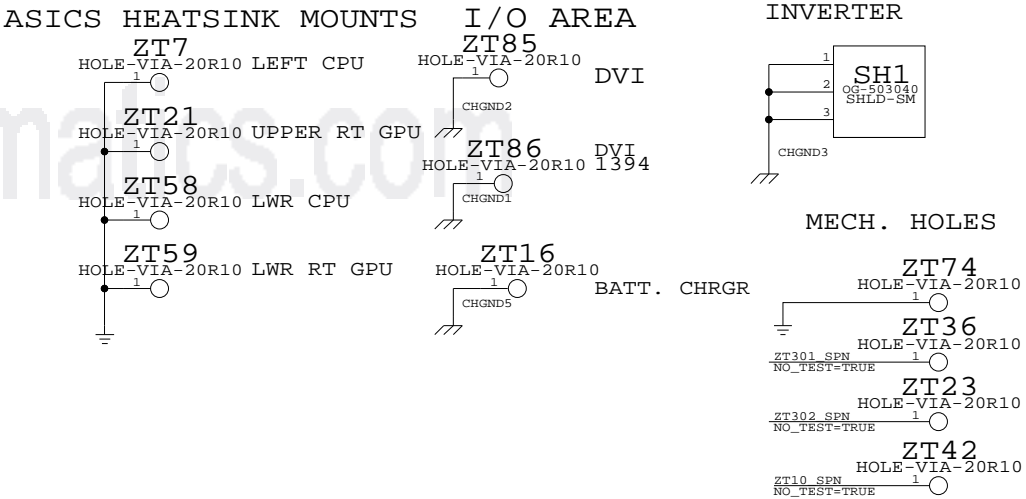 ASICS HEATSINK MOUNTS
ZT7
HOLE-VIA-20R10 LEFT CPU
1
ZT21
HOLE-VIA-20R10 UPPER RT GPU
1
ZT58
HOLE-VIA-20R10 LWR CPU
1
ZT59
HOLE-VIA-20R10 LWR RT GPU
1
I/O AREA
ZT85
HOLE-VIA-20R10
1
DVI
CHGND2
ZT86
HOLE-VIA-20R10
DVI
1394
1
CHGND1
ZT16
HOLE-VIA-20R10
1
BATT. CHRGR
CHGND5
INVERTER
1
2
3
SH1
OG-503040
SHLD-SM
CHGND3
MECH. HOLES
ZT74
HOLE-VIA-20R10
1
ZT36
HOLE-VIA-20R10
ZT301_SPN
1
NO_TEST=TRUE
ZT23
HOLE-VIA-20R10
ZT302_SPN
1
NO_TEST=TRUE
ZT42
HOLE-VIA-20R10
ZT10_SPN
1
NO_TEST=TRUE
matics.com